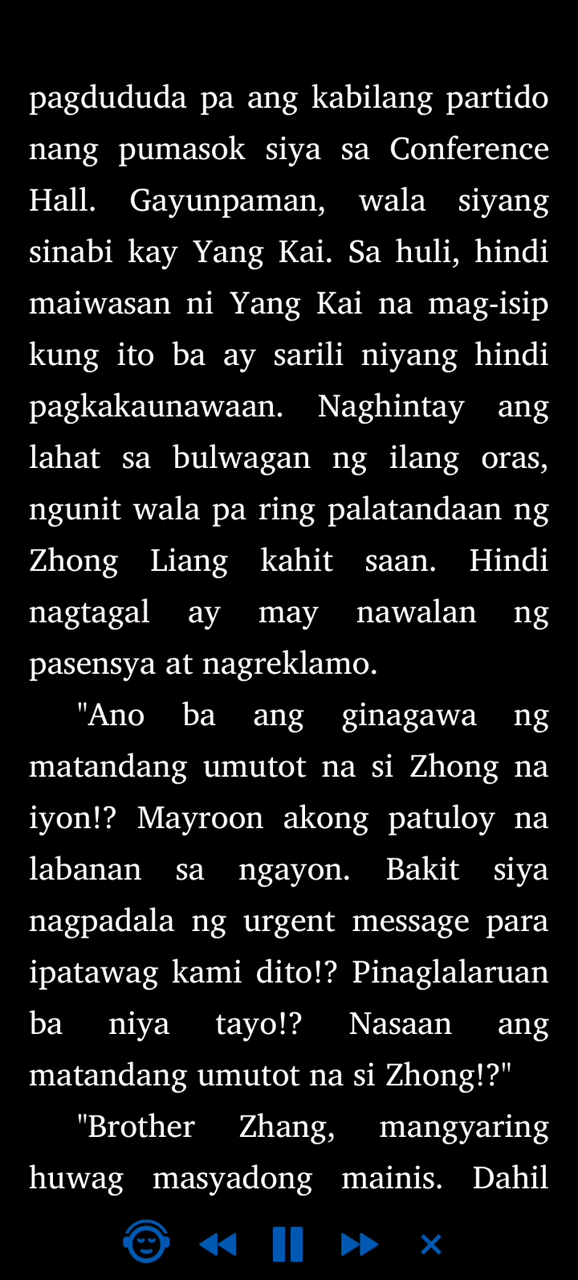 pagdududa pa ang kabilang partido
nang pumasok siya sa Conference
Hall. Gayunpaman, wala siyang
sinabi kay Yang Kai. Sa huli, hindi
maiwasan ni Yang Kai na mag-isip
kung ito ba ay sarili niyang hindi
pagkakaunawaan. Naghintay ang
lahat sa bulwagan ng ilang oras,
ngunit wala pa ring palatandaan ng
Zhong Liang kahit saan. Hindi
nagtagal ay may nawalan ng
pasensya at nagreklamo.
"Ano ba ang ginagawa ng
matandang umutot na si Zhong na
iyon!? Mayroon akong patuloy na
labanan sa ngayon. Bakit siya
nagpadala ng urgent message para
ipatawag kami dito!? Pinaglalaruan
ba niya tayo!? Nasaan ang
matandang umutot na si Zhong!?"
"Brother Zhang, mangyaring
huwag masyadong mainis. Dahil